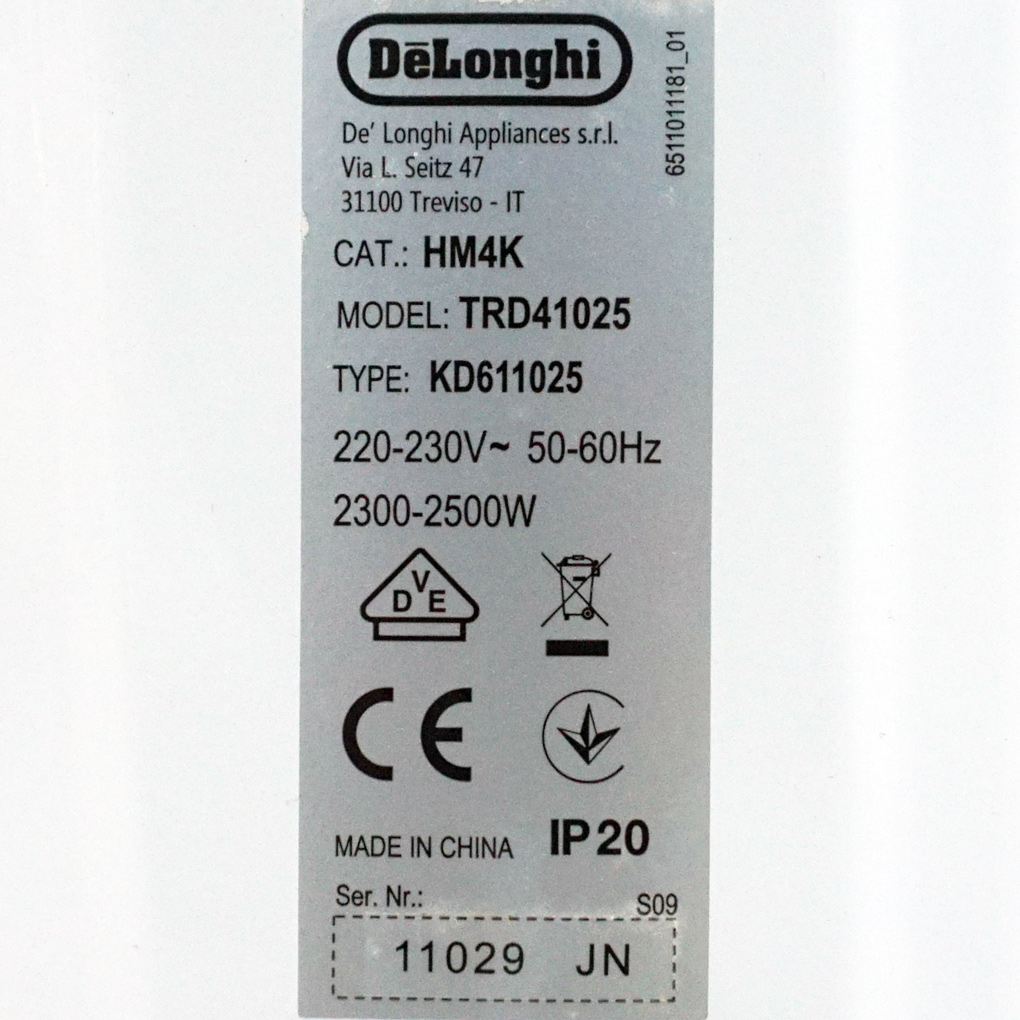 DēLonghi
6511011181_01
De' Longhi Appliances s.r.l.
Via L. Seitz 47
31100 Treviso - IT
CAT.: HM4K
MODEL: TRD41025
TYPE: KD611025
220-230V~ 50-60Hz
2300-2500W
DVE
CE
MADE IN CHINA IP20
Ser. Nr.: S09
11029 JN